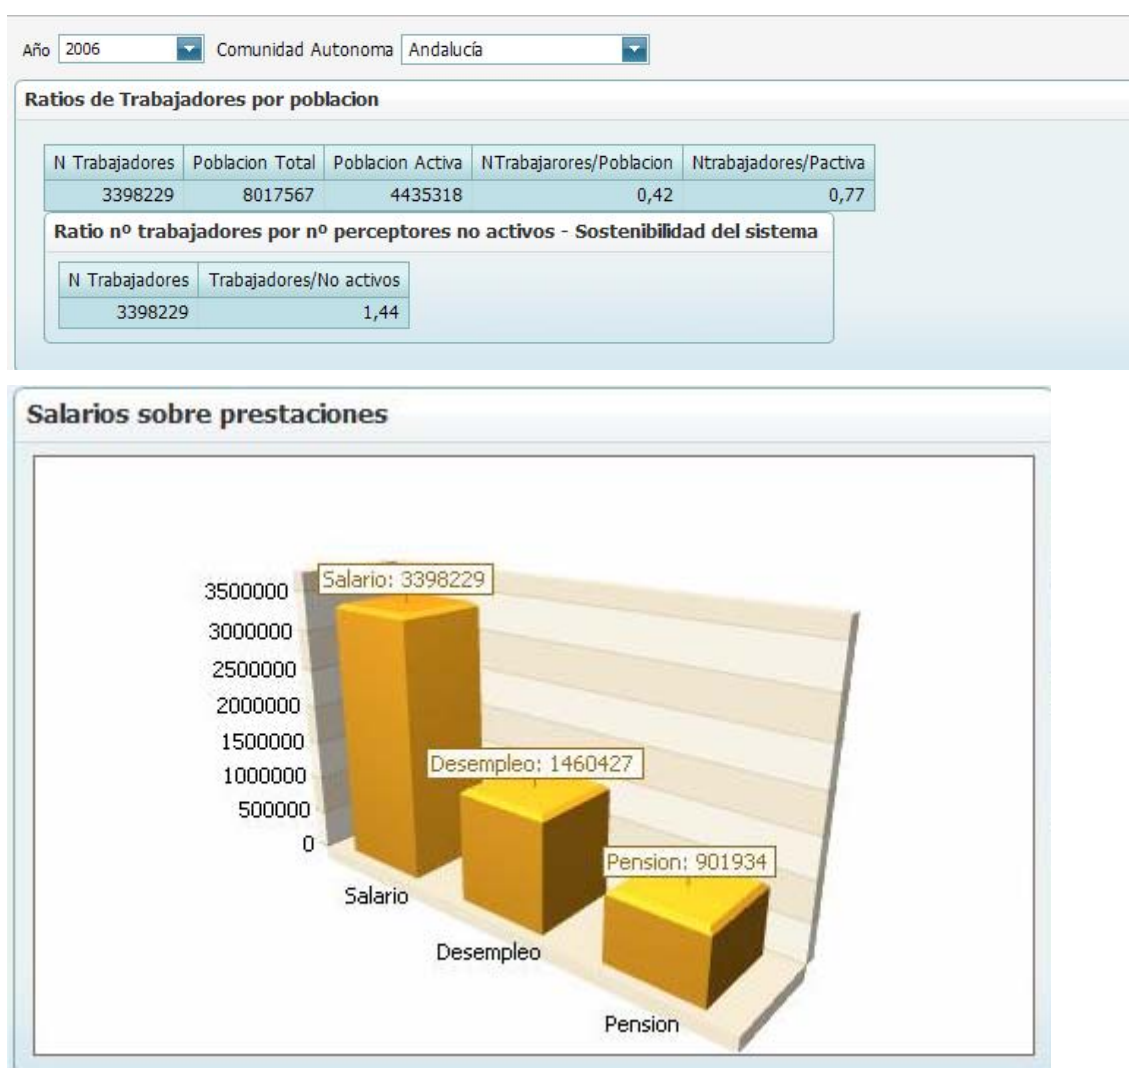 Año 2006 Comunidad Autonoma Andalucía
Ratios de Trabajadores por poblacion
N Trabajadores Poblacion Total Poblacion Activa NTrabajarores/Poblacion Ntrabajadores/Pactiva
3398229 8017567 4435318 0,42 0,77
Ratio nº trabajadores por nº perceptores no activos - Sostenibilidad del sistema
N Trabajadores Trabajadores/No activos
3398229 1,44
Salarios sobre prestaciones
Salario: 3398229
3500000
3000000
2500000
2000000
1500000
Desempleo: 1460427
1000000
500000
0
Pension: 901934
Salario
Desempleo
Pension